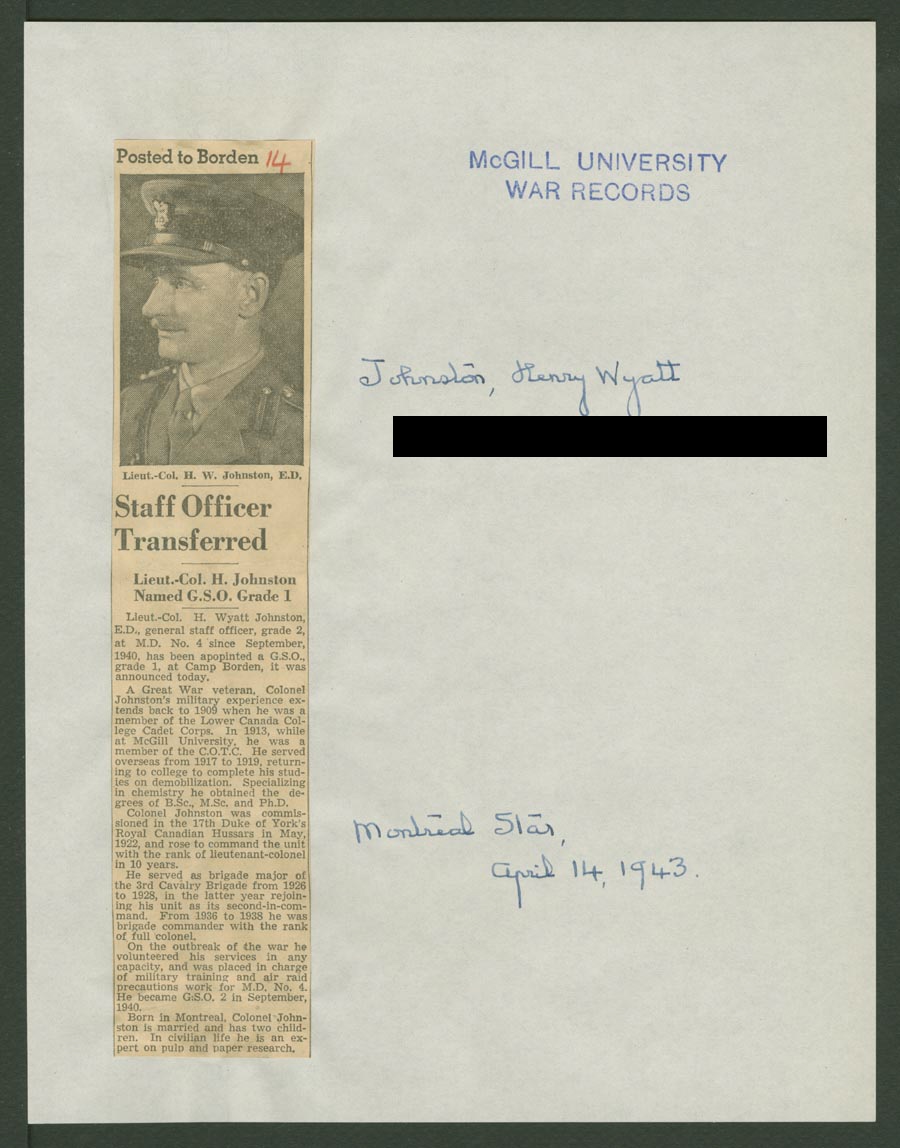 Posted to Borden 14
McGILL UNIVERSITY
WAR RECORDS
Johnston, Henry Wyatt
Lieut.-Col. H. W. Johnston, E.D.
Staff Officer
Transferred
Lieut.-Col. H. Johnston
Named G.S.O. Grade 1
Lieut.-Col. H. Wyatt Johnston,
E.D., general staff officer, grade 2,
at M.D. No. 4 since September,
1940, has been apopinted a G.S.O.,
grade 1, at Camp Borden, it was
announced today.
A Great War veteran, Colonel
Johnston's military experience ex-
tends back to 1909 when he was a
member of the Lower Canada Col-
lege Cadet Corps. In 1913, while
at McGill University, he was a
member of the C.O.T.C. He served
overseas from 1917 to 1919, return-
ing to college to complete his stud-
ies on demobilization. Specializing
in chemistry he obtained the de-
grees of B.Sc., M.Sc. and Ph.D.
Colonel Johnston was commis-
sioned in the 17th Duke of York's
Royal Canadian Hussars in May,
1922, and rose to command the unit
with the rank of lieutenant-colonel
in 10 years.
He served as brigade major of
the 3rd Cavalry Brigade from 1926
to 1928, in the latter year rejoin-
ing his unit as its second-in-com-
mand. From 1936 to 1938 he was
brigade commander with the rank
of full colonel.
On the outbreak of the war he
volunteered his services in any
capacity, and was placed in charge
of military training and air raid
precautions work for M.D. No. 4.
He became G.S.O. 2 in September,
1940.
Born in Montreal, Colonel John-
ston is married and has two child-
ren. In civilian life he is an ex-
pert on pulp and paper research.
Montreal Star,
April 14, 1943.